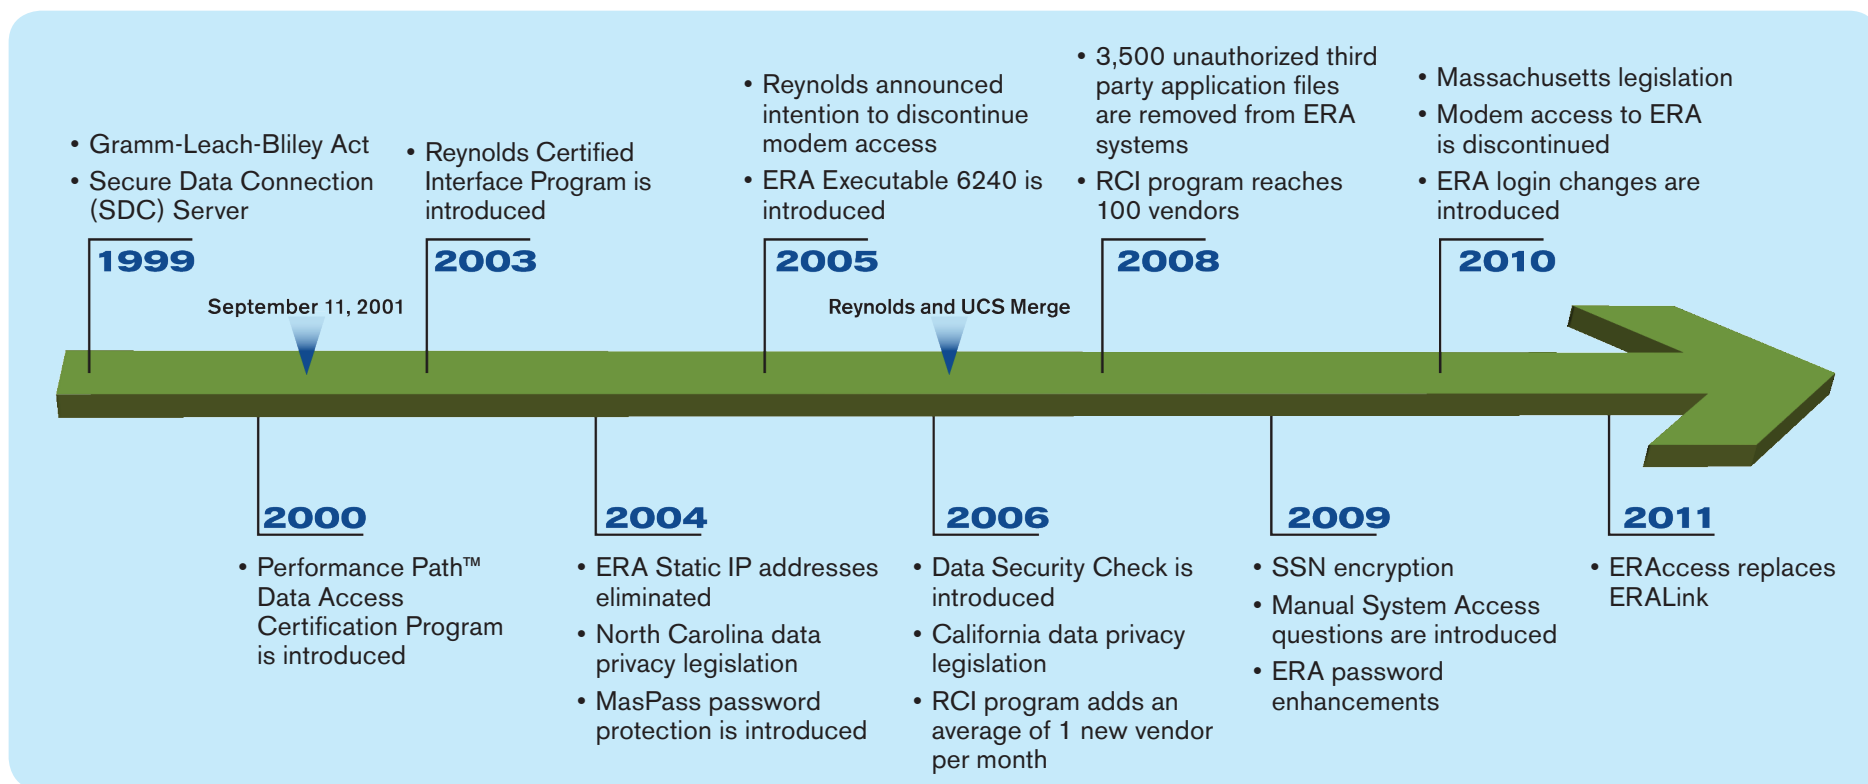 • Gramm-Leach-Bliley Act
• Secure Data Connection
(SDC) Server
1999
September 11, 2001
• Reynolds Certified
Interface Program is
introduced
2003
• Reynolds announced
intention to discontinue
modem access
• ERA Executable 6240 is
introduced
2005
Reynolds and UCS Merge
• 3,500 unauthorized third
party application files
are removed from ERA
systems
• RCI program reaches
100 vendors
2008
• Massachusetts legislation
• Modem access to ERA
is discontinued
• ERA login changes are
introduced
2010
2000
• Performance Path™
Data Access
Certification Program
is introduced
2004
• ERA Static IP addresses
eliminated
• North Carolina data
privacy legislation
• MasPass password
protection is introduced
2006
• Data Security Check is
introduced
• California data privacy
legislation
• RCI program adds an
average of 1 new vendor
per month
2009
• SSN encryption
• Manual System Access
questions are introduced
• ERA password
enhancements
2011
• ERAccess replaces
ERALink